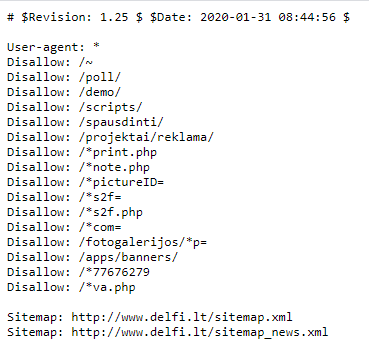 # $Revision: 1.25 $ $Date: 2020-01-31 08:44:56 $
User-agent: *
Disallow: /~
Disallow: /poll/
Disallow: /demo/
Disallow: /scripts/
Disallow: /spausdinti/
Disallow: /projektai/reklama/
Disallow: /*print.php
Disallow: /*note.php
Disallow: /*pictureID=
Disallow: /*s2f=
Disallow: /*s2f.php
Disallow: /*com=
Disallow: /fotogalerijos/*p=
Disallow: /apps/banners/
Disallow: /*77676279
Disallow: /*va.php
Sitemap: http://www.delfi.lt/sitemap.xml
Sitemap: http://www.delfi.lt/sitemap_news.xml